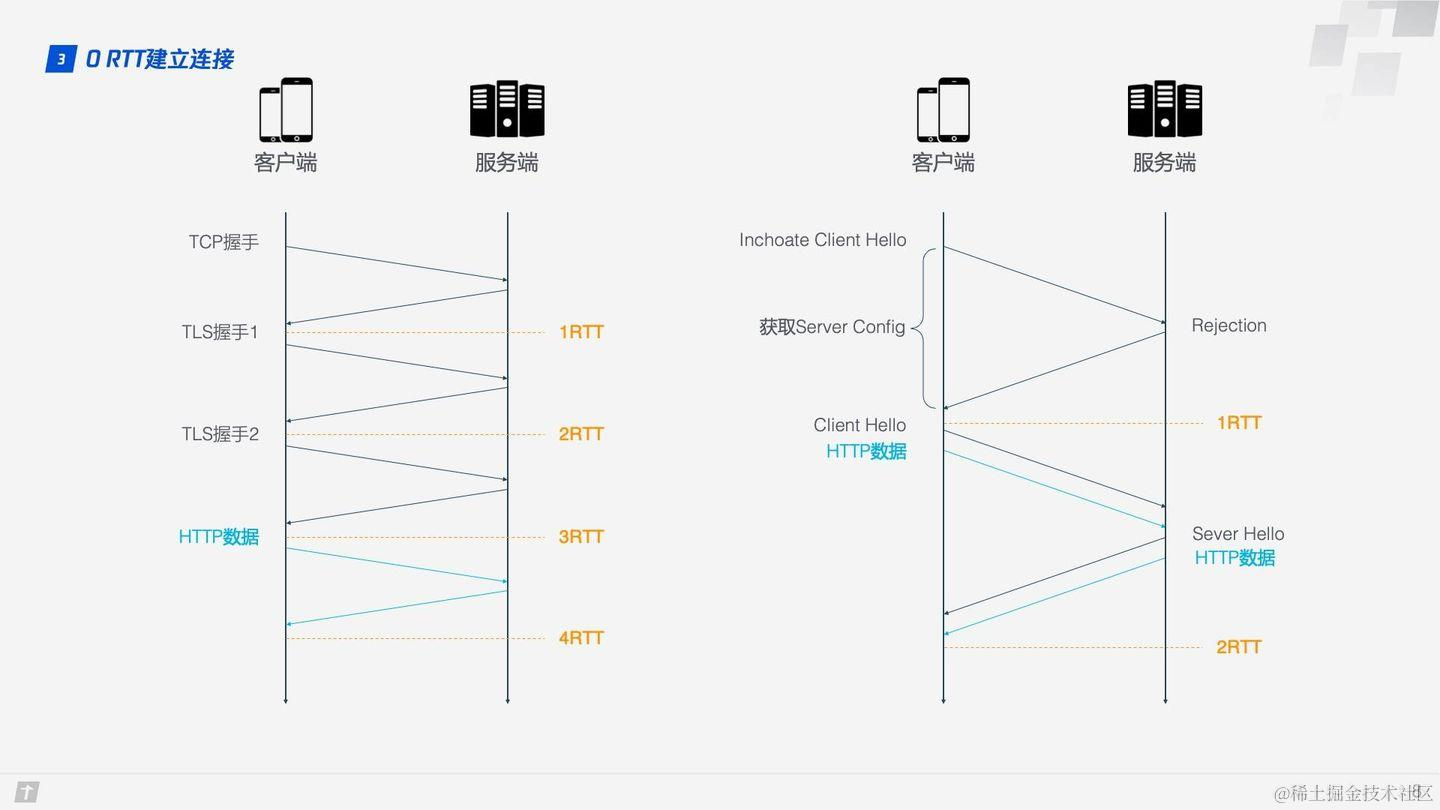 3 0 RTT建立连接
客户端
服务端
TCP握手
TLS握手1
1RTT
TLS握手2
2RTT
HTTP数据
3RTT
4RTT
客户端
服务端
Inchoate Client Hello
获取Server Config
Rejection
Client Hello
1RTT
HTTP数据
Sever Hello
HTTP数据
2RTT
8
@稀土掘金技术社区